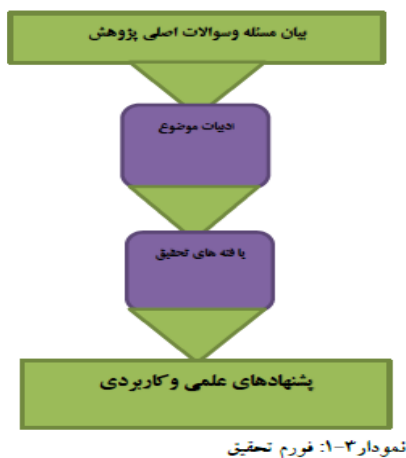 بیان مسئله وسوالات اصلی پژوهش
ادبیات موضوع
یا فته های تحقیق
پشنهادهای علمی وکاربردی
نمودار۳-۱: فورم تحقیق